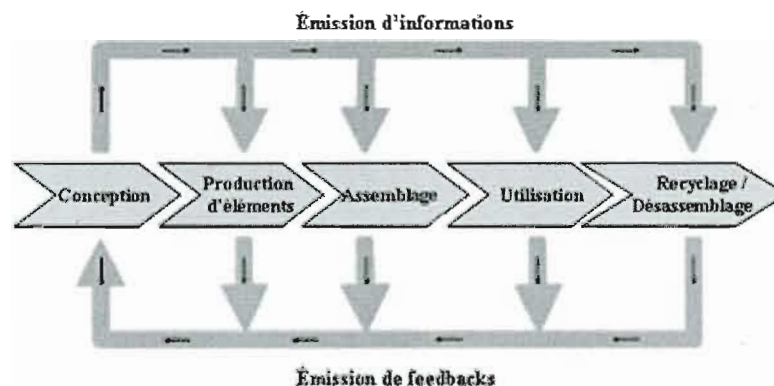 Émission d'informations
Conception
Production
d'éléments
Assemblage
Utilisation
Recyclage /
Désassemblage
Émission de feedbacks